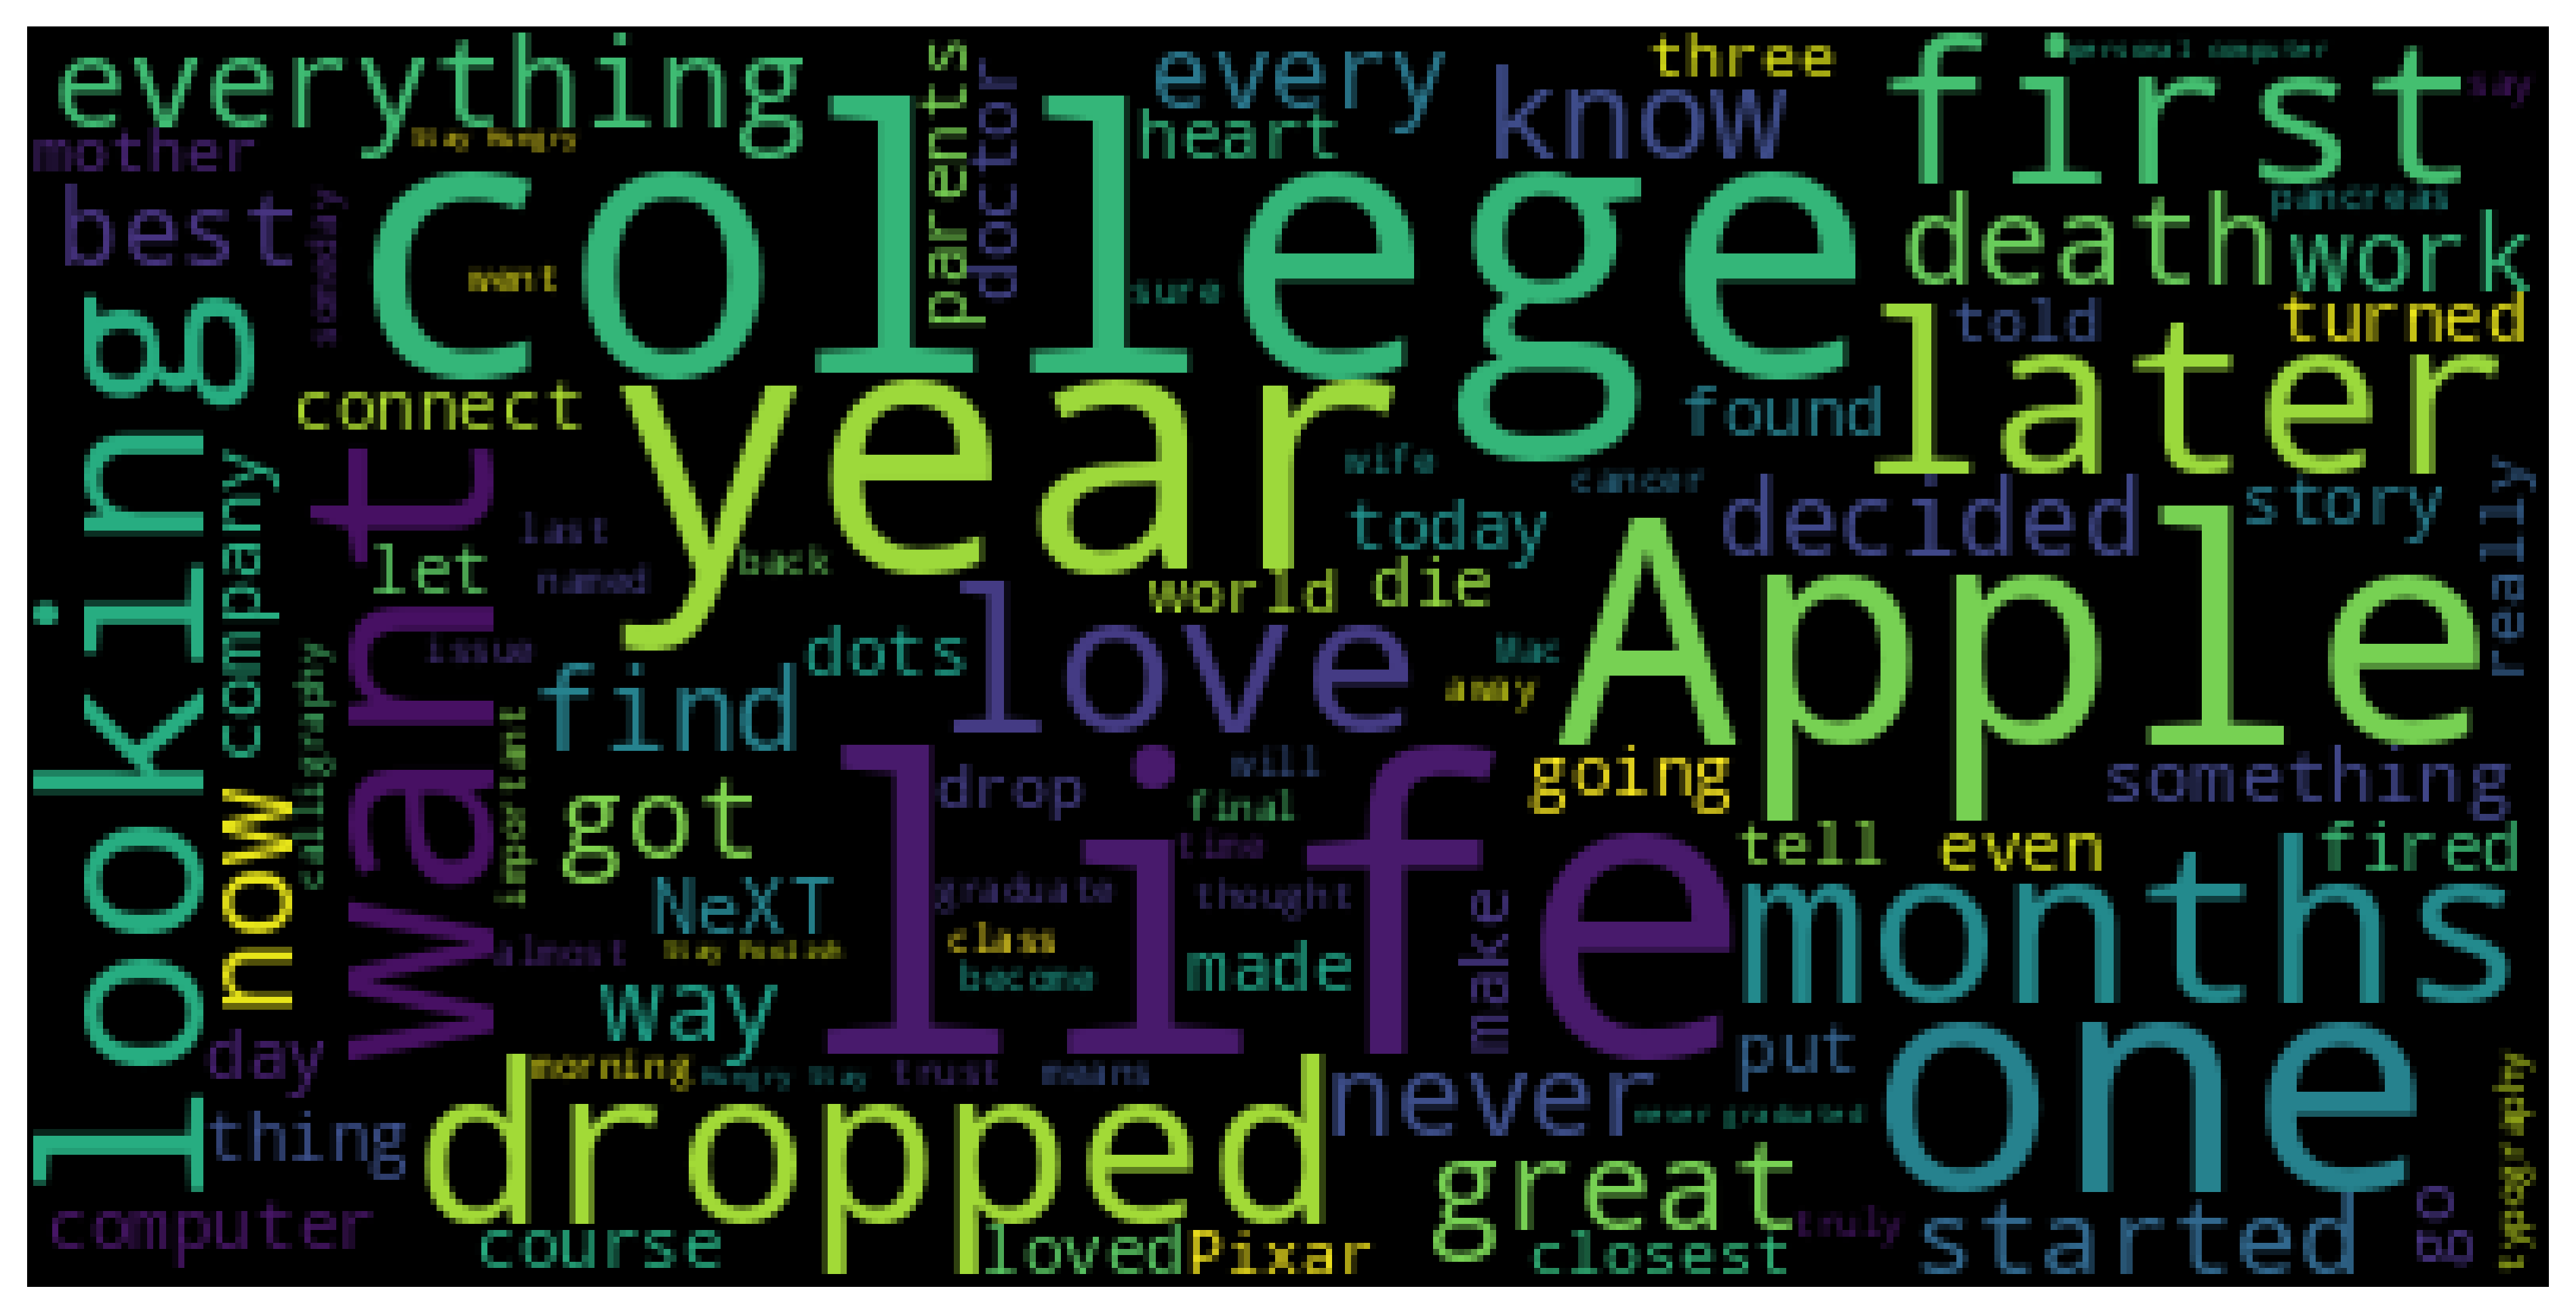 everything
every
three
first
personal computer
say
mother
Stay Hungry
parents
doctor
heart
know
best
someday
college
death
pancreas
work
want
sure
told
turned
looking
connect
year
found
later
company
want
last
let
named
back
wife
cancer
today
decided
story
really
world
die
Apple
issue
find
dots
love
Mac
away
calligraphy
important
now
got
life
drop
will
going
something
final
time
tell
even
fired
NeXT
graduate
thought
months
almost
Stay Foolish
class
become
made
make
way
day
morning
Hungry Stay
trust
means
put
one
thing
dropped
never
never graduated
typography
great
computer
course
loved
Pixar
closest
truly
started
go